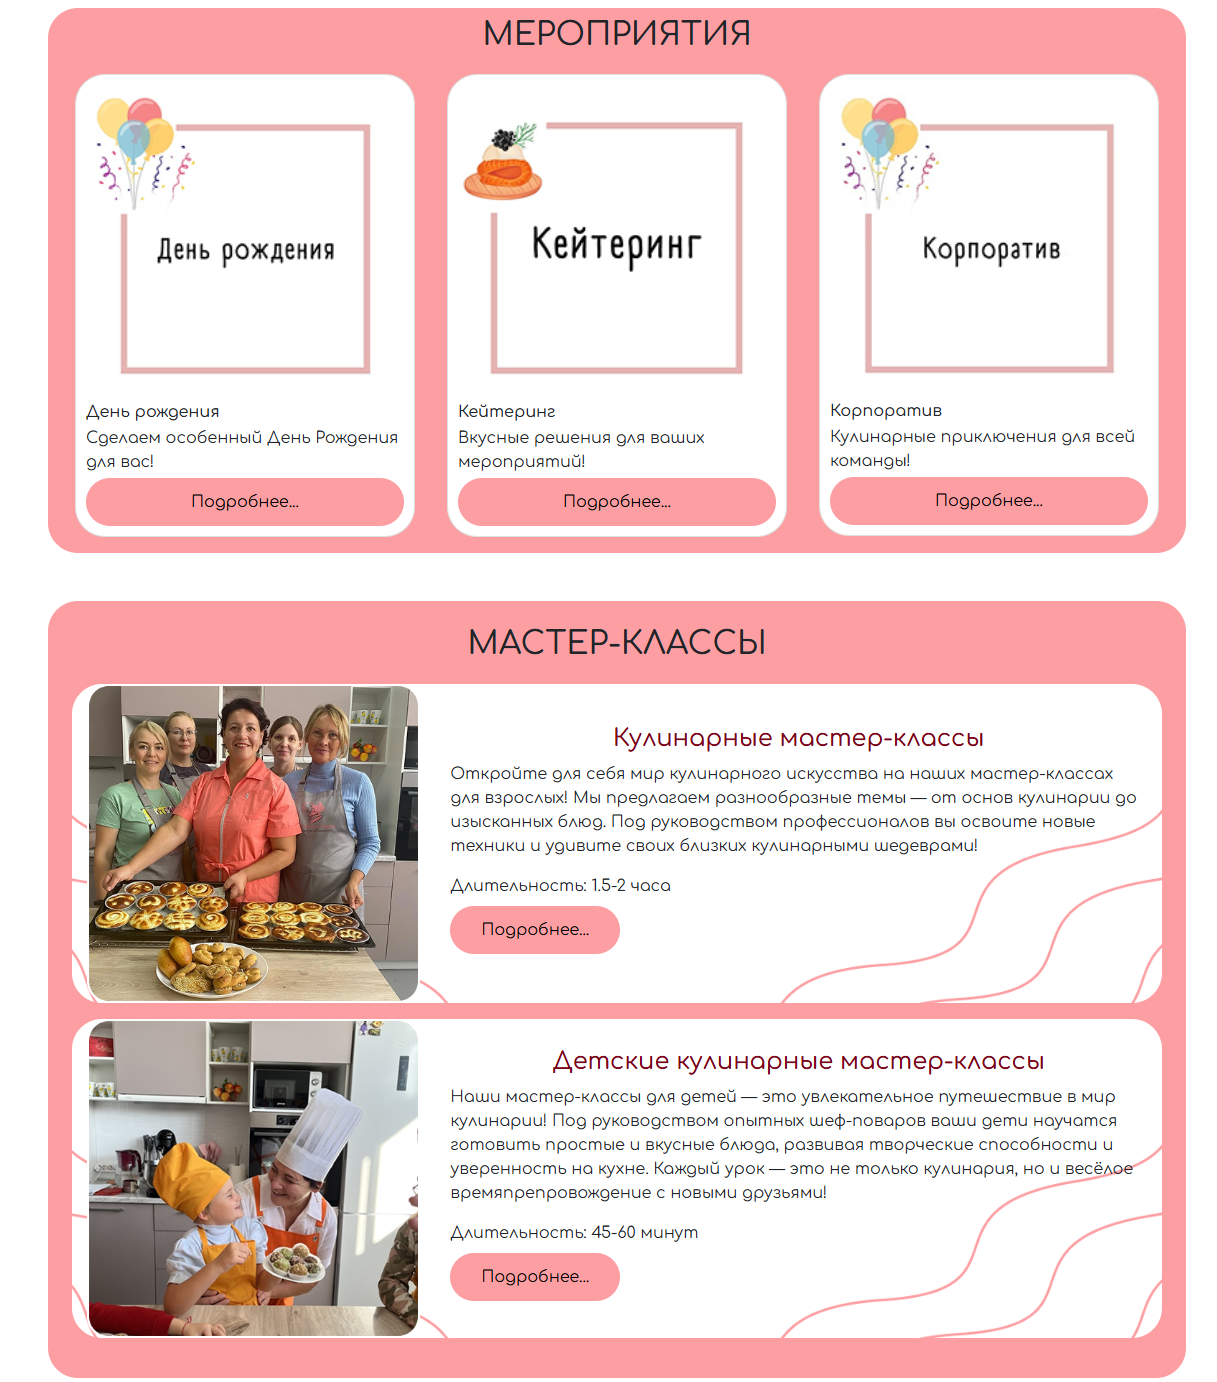 МЕРОПРИЯТИЯ
День рождения
Кейтеринг
Корпоратив
День рождения
Сделаем особенный День Рождения
для вас!
Подробнее...
Кейтеринг
Вкусные решения для ваших
мероприятий!
Подробнее...
Корпоратив
Кулинарные приключения для всей
команды!
Подробнее...
МАСТЕР-КЛАССЫ
Кулинарные мастер-классы
Откройте для себя мир кулинарного искусства на наших мастер-классах
для взрослых! Мы предлагаем разнообразные темы — от основ кулинарии до
изысканных блюд. Под руководством профессионалов вы освоите новые
техники и удивите своих близких кулинарными шедеврами!
Длительность: 1.5-2 часа
Подробнее...
Детские кулинарные мастер-классы
Наши мастер-классы для детей — это увлекательное путешествие в мир
кулинарии! Под руководством опытных шеф-поваров ваши дети научатся
готовить простые и вкусные блюда, развивая творческие способности и
уверенность на кухне. Каждый урок — это не только кулинария, но и весёлое
времяпрепровождение с новыми друзьями!
Длительность: 45-60 минут
Подробнее...